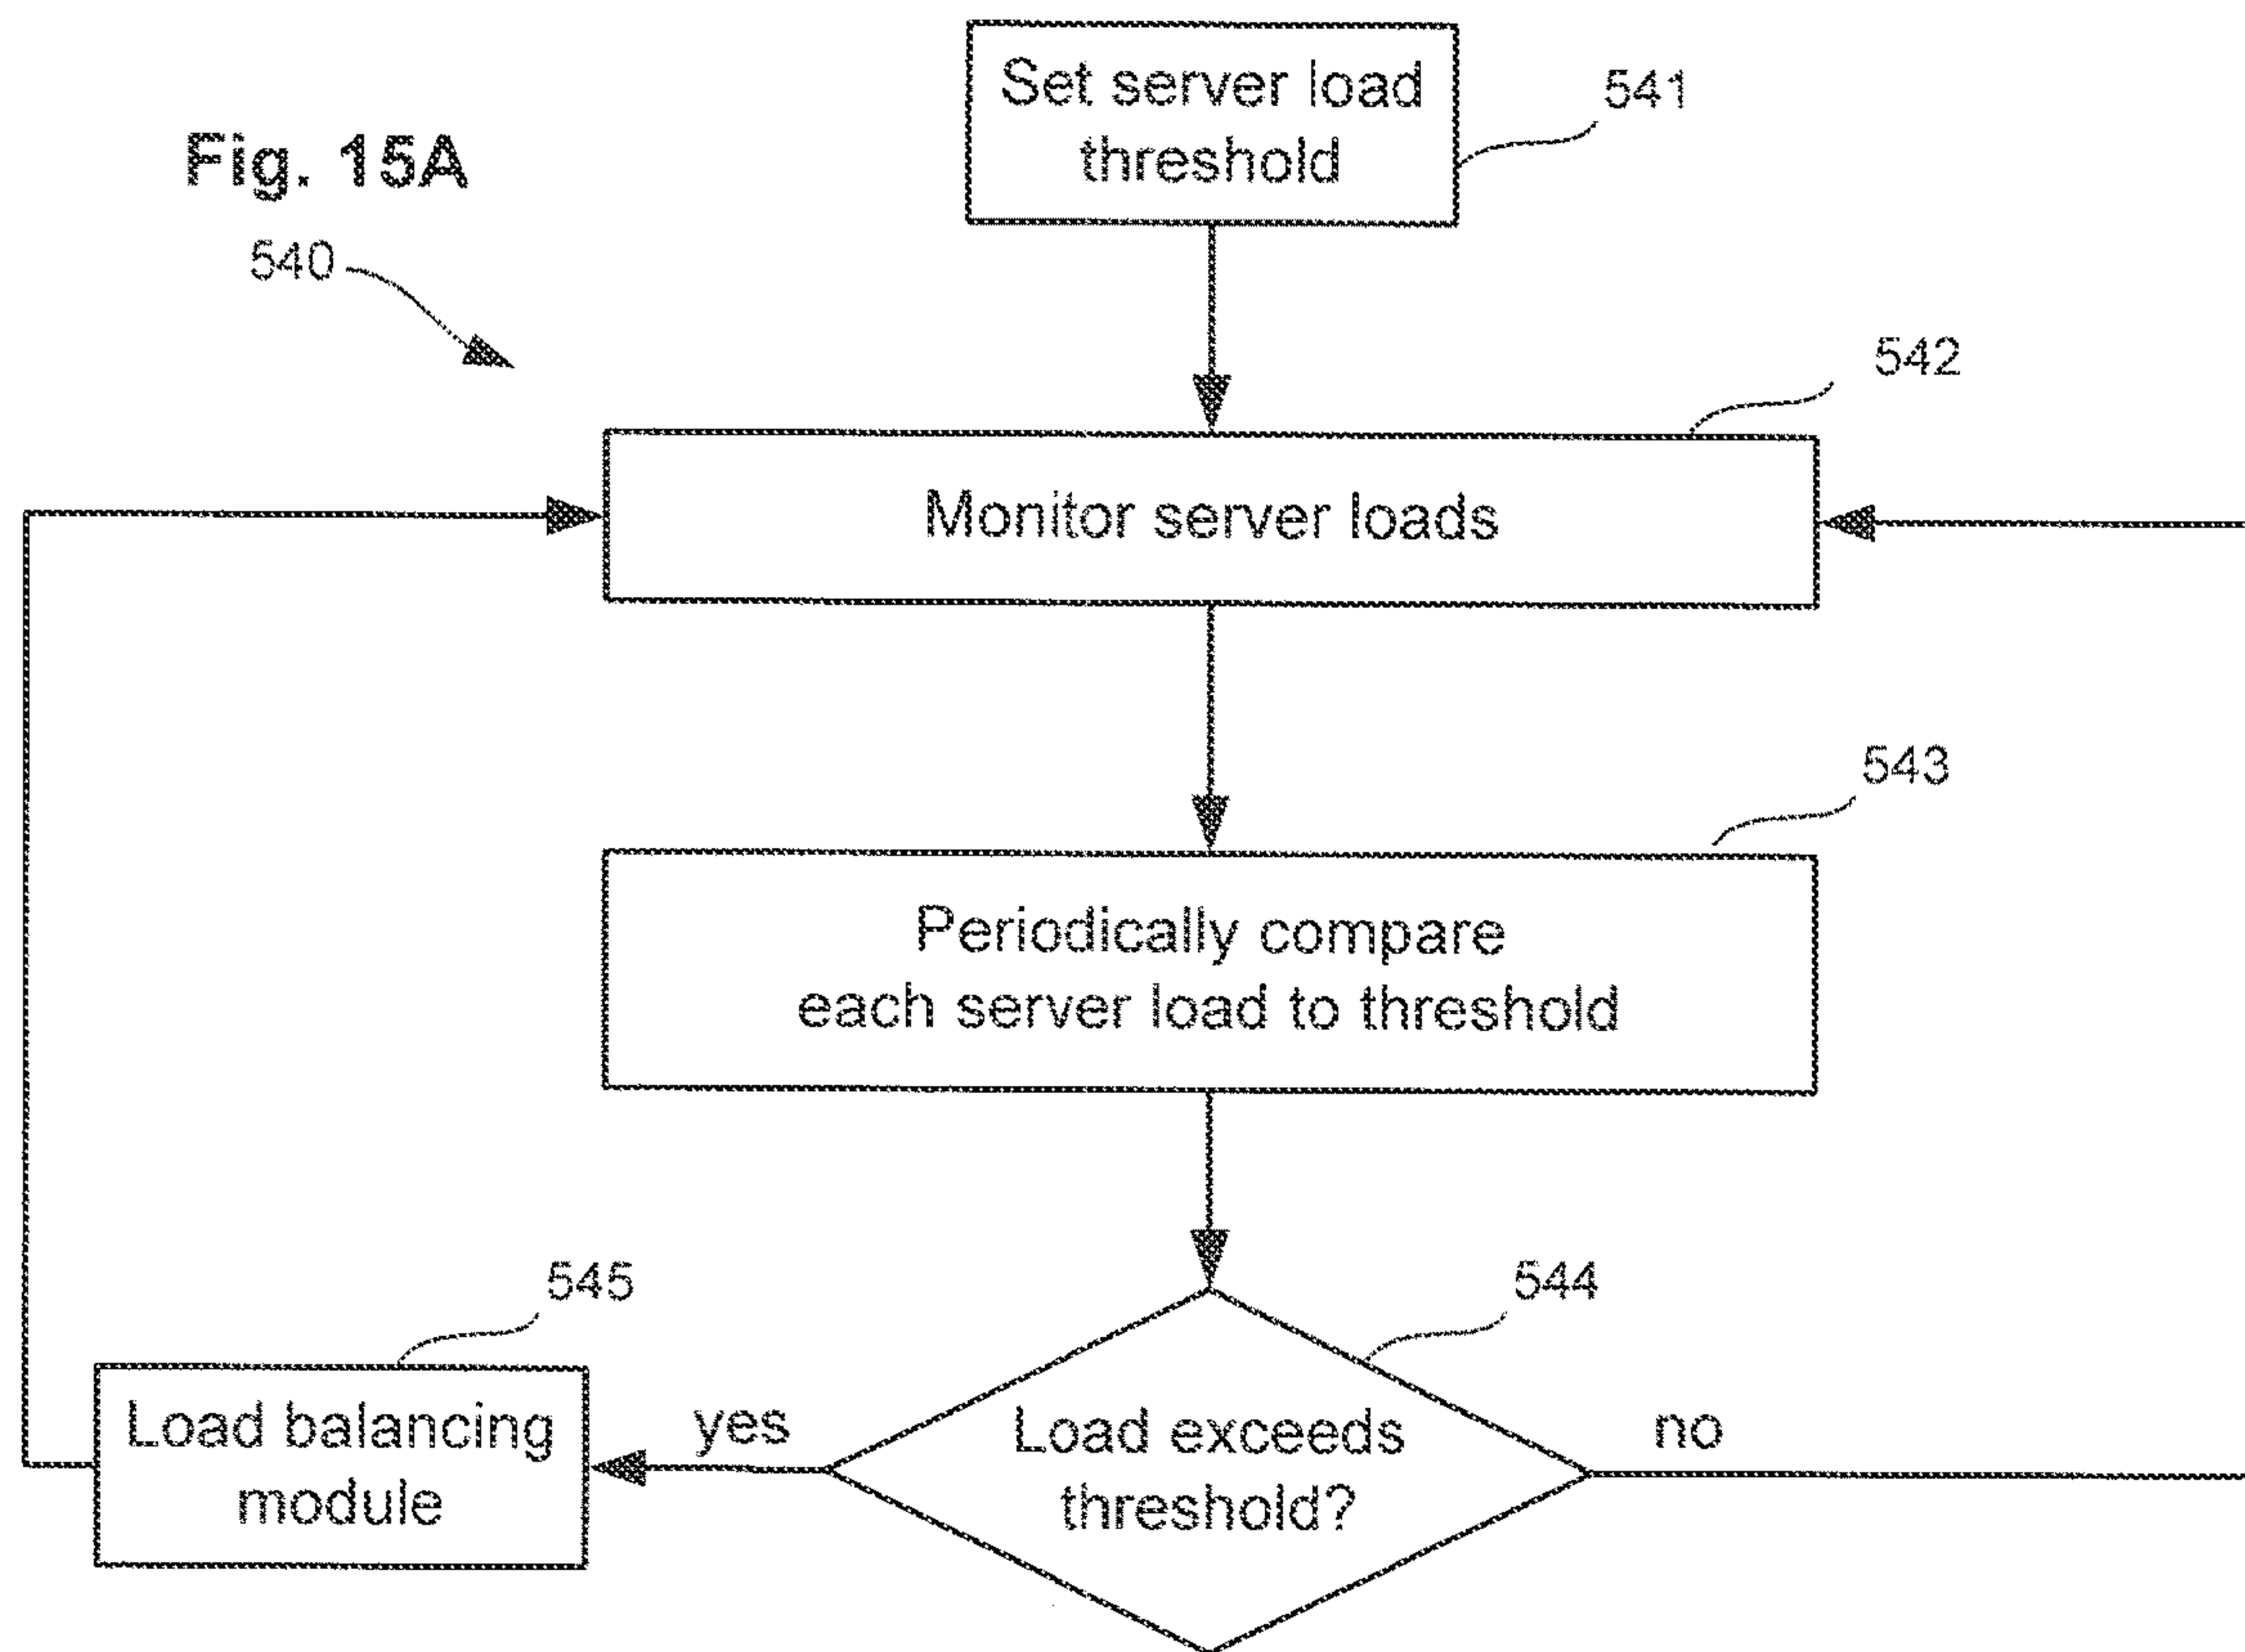 Fig. 15A
540
Set server load
threshold
541
542
Monitor server loads
543
Periodically compare
each server load to threshold
544
Load exceeds
threshold?
yes
no
545
Load balancing
module